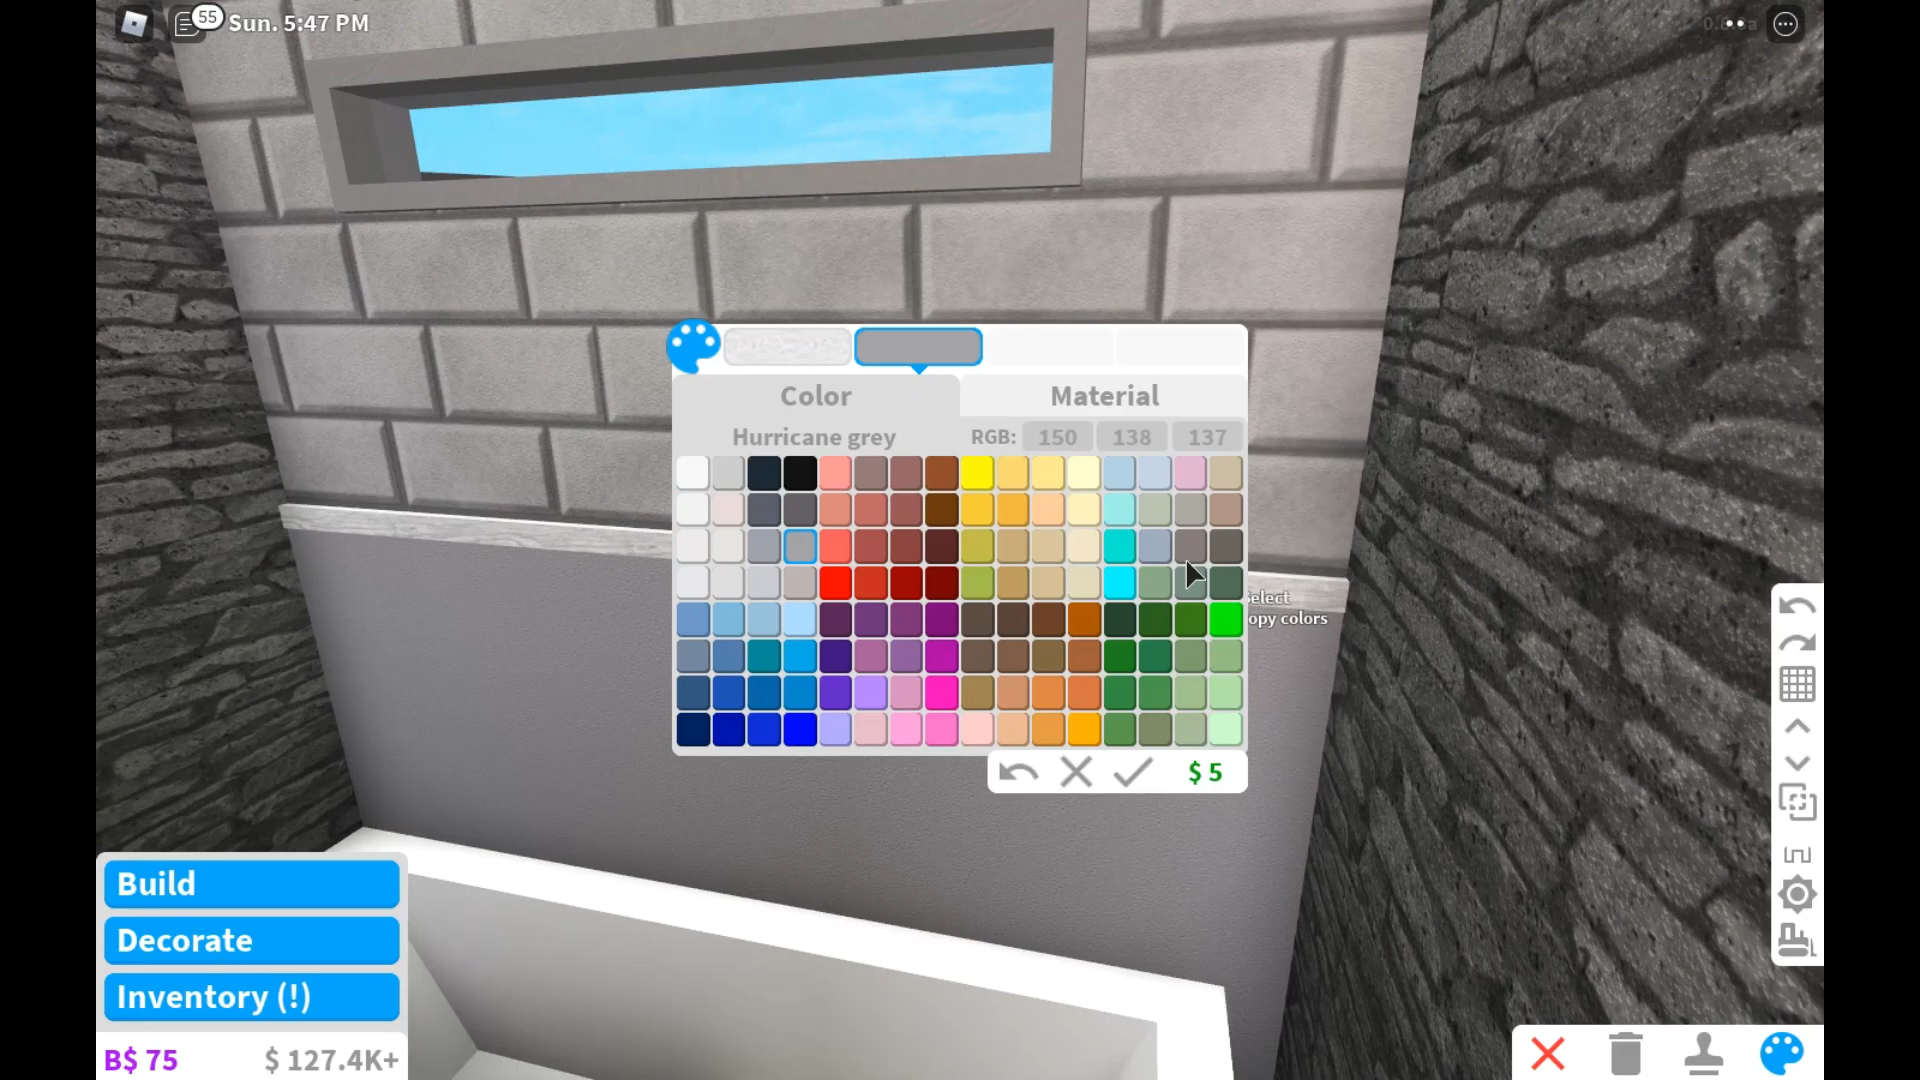 55 Sun. 5:47 PM
Color Material
Hurricane grey RGB: 150 138 137
Select
opy colors
$ 5
Build
Decorate
Inventory (!)
B$ 75 $ 127.4K+